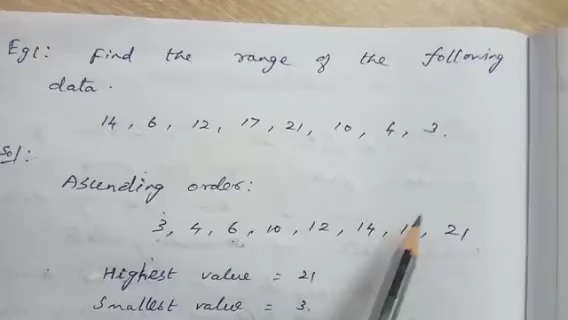 Eg1: Find the range of the following
data.
14, 6, 12, 17, 21, 10, 4, 3.
Sol:
Ascending order:
3, 4, 6, 10, 12, 14, 1, 21
Highest value = 21
Smallest value = 3.